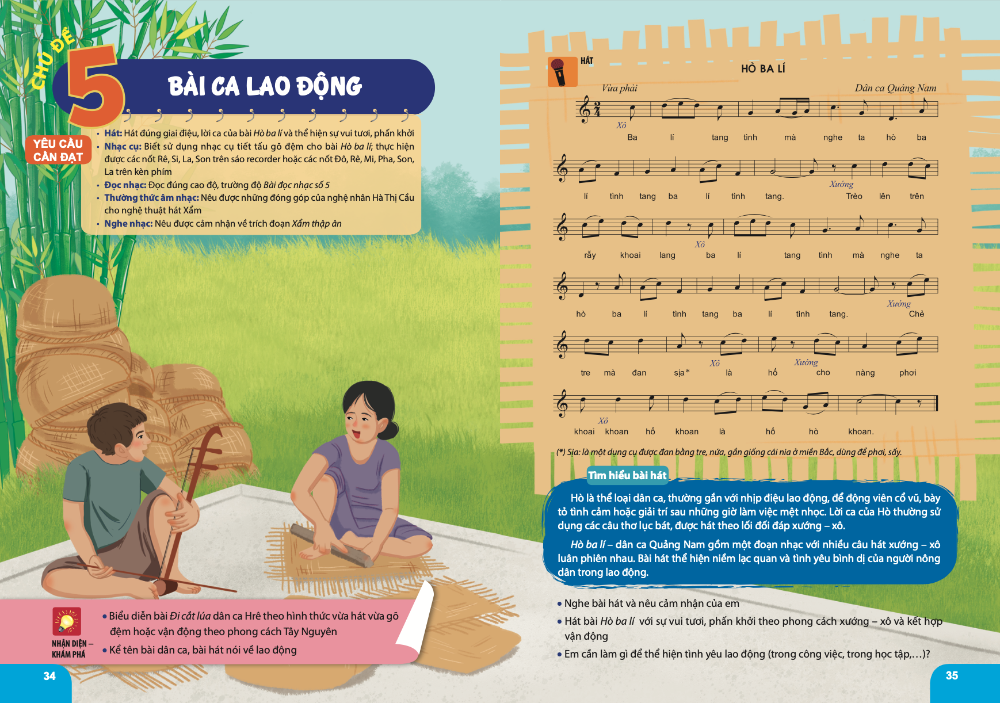 CHỦ ĐỀ
5
BÀI CA LAO ĐỘNG
YÊU CẦU
CẦN ĐẠT
• Hát: Hát đúng giai điệu, lời ca của bài Hò ba lí và thể hiện sự vui tươi, phấn khởi
• Nhạc cụ: Biết sử dụng nhạc cụ tiết tấu gõ đệm cho bài Hò ba lí; thực hiện
được các nốt Rê, Si, La, Son trên sáo recorder hoặc các nốt Đô, Rê, Mi, Pha, Son,
La trên kèn phím
• Đọc nhạc: Đọc đúng cao độ, trường độ Bài đọc nhạc số 5
• Thường thức âm nhạc: Nêu được những đóng góp của nghệ nhân Hà Thị Cầu
cho nghệ thuật hát Xẩm
• Nghe nhạc: Nêu được cảm nhận về trích đoạn Xẩm thập ân
NHẬN DIỆN –
KHÁM PHÁ
• Biểu diễn bài Đi cắt lúa dân ca Hrê theo hình thức vừa hát vừa gõ
đệm hoặc vận động theo phong cách Tây Nguyên
• Kể tên bài dân ca, bài hát nói về lao động
34
HÁT
HÒ BA LÍ
Vừa phải
Dân ca Quảng Nam
2
4
Xô
Ba lí tang tình mà nghe ta hò ba
Xướng
lí tình tang ba lí tình tang. Trèo lên trên
Xô
rẫy khoai lang ba lí tang tình mà nghe ta
Xướng
hò ba lí tình tang ba lí tình tang. Chẻ
Xô Xướng
tre mà đan sịa* là hố cho nàng phơi
Xô
khoai khoan hố khoan là hố hò khoan.
(*) Sịa: là một dụng cụ được đan bằng tre, nứa, gần giống cái nia ở miền Bắc, dùng để phơi, sấy.
Tìm hiểu bài hát
Hò là thể loại dân ca, thường gắn với nhịp điệu lao động, để động viên cổ vũ, bày
tỏ tình cảm hoặc giải trí sau những giờ làm việc mệt nhọc. Lời ca của Hò thường sử
dụng các câu thơ lục bát, được hát theo lối đối đáp xướng – xô.
Hò ba lí – dân ca Quảng Nam gồm một đoạn nhạc với nhiều câu hát xướng – xô
luân phiên nhau. Bài hát thể hiện niềm lạc quan và tình yêu bình dị của người nông
dân trong lao động.
• Nghe bài hát và nêu cảm nhận của em
• Hát bài Hò ba lí với sự vui tươi, phấn khởi theo phong cách xướng – xô và kết hợp
vận động
• Em cần làm gì để thể hiện tình yêu lao động (trong công việc, trong học tập,…)?
35